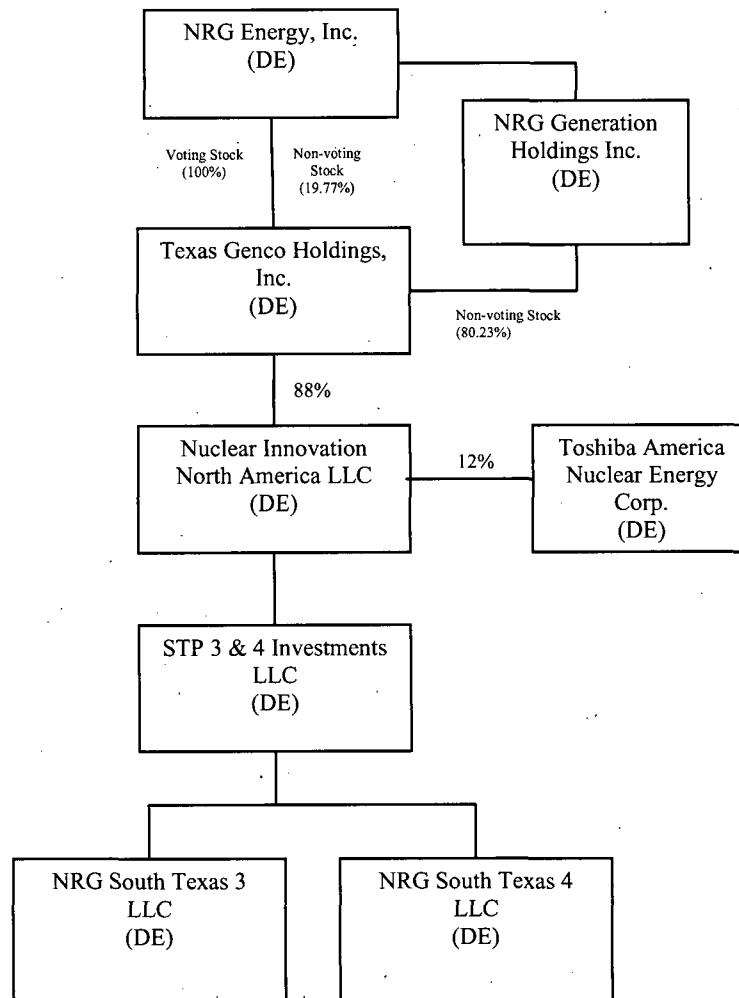 NRG Energy, Inc.
(DE)
NRG Generation
Holdings Inc.
(DE)
Voting Stock
(100%)
Non-voting
Stock
(19.77%)
Texas Genco Holdings,
Inc.
(DE)
Non-voting Stock
(80.23%)
88%
Nuclear Innovation
North America LLC
(DE)
12%
Toshiba America
Nuclear Energy
Corp.
(DE)
STP 3 & 4 Investments
LLC
(DE)
NRG South Texas 3
LLC
(DE)
NRG South Texas 4
LLC
(DE)